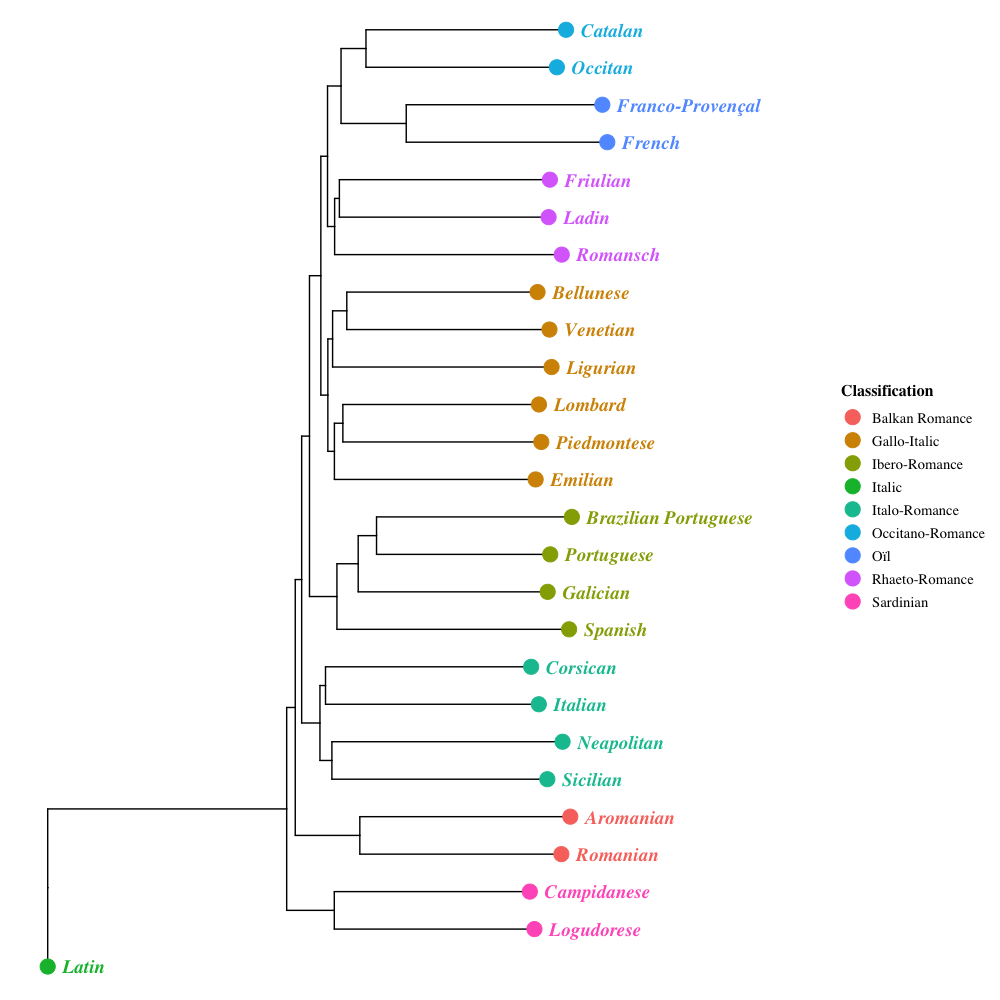 Catalan
Occitan
Franco-Provençal
French
Friulian
Ladin
Romansch
Bellunese
Venetian
Ligurian
Lombard
Piedmontese
Emilian
Brazilian Portuguese
Portuguese
Galician
Spanish
Corsican
Italian
Neapolitan
Sicilian
Aromanian
Romanian
Campidanese
Logudorese
Latin
Classification
Balkan Romance
Gallo-Italic
Ibero-Romance
Italic
Italo-Romance
Occitano-Romance
Oïl
Rhaeto-Romance
Sardinian